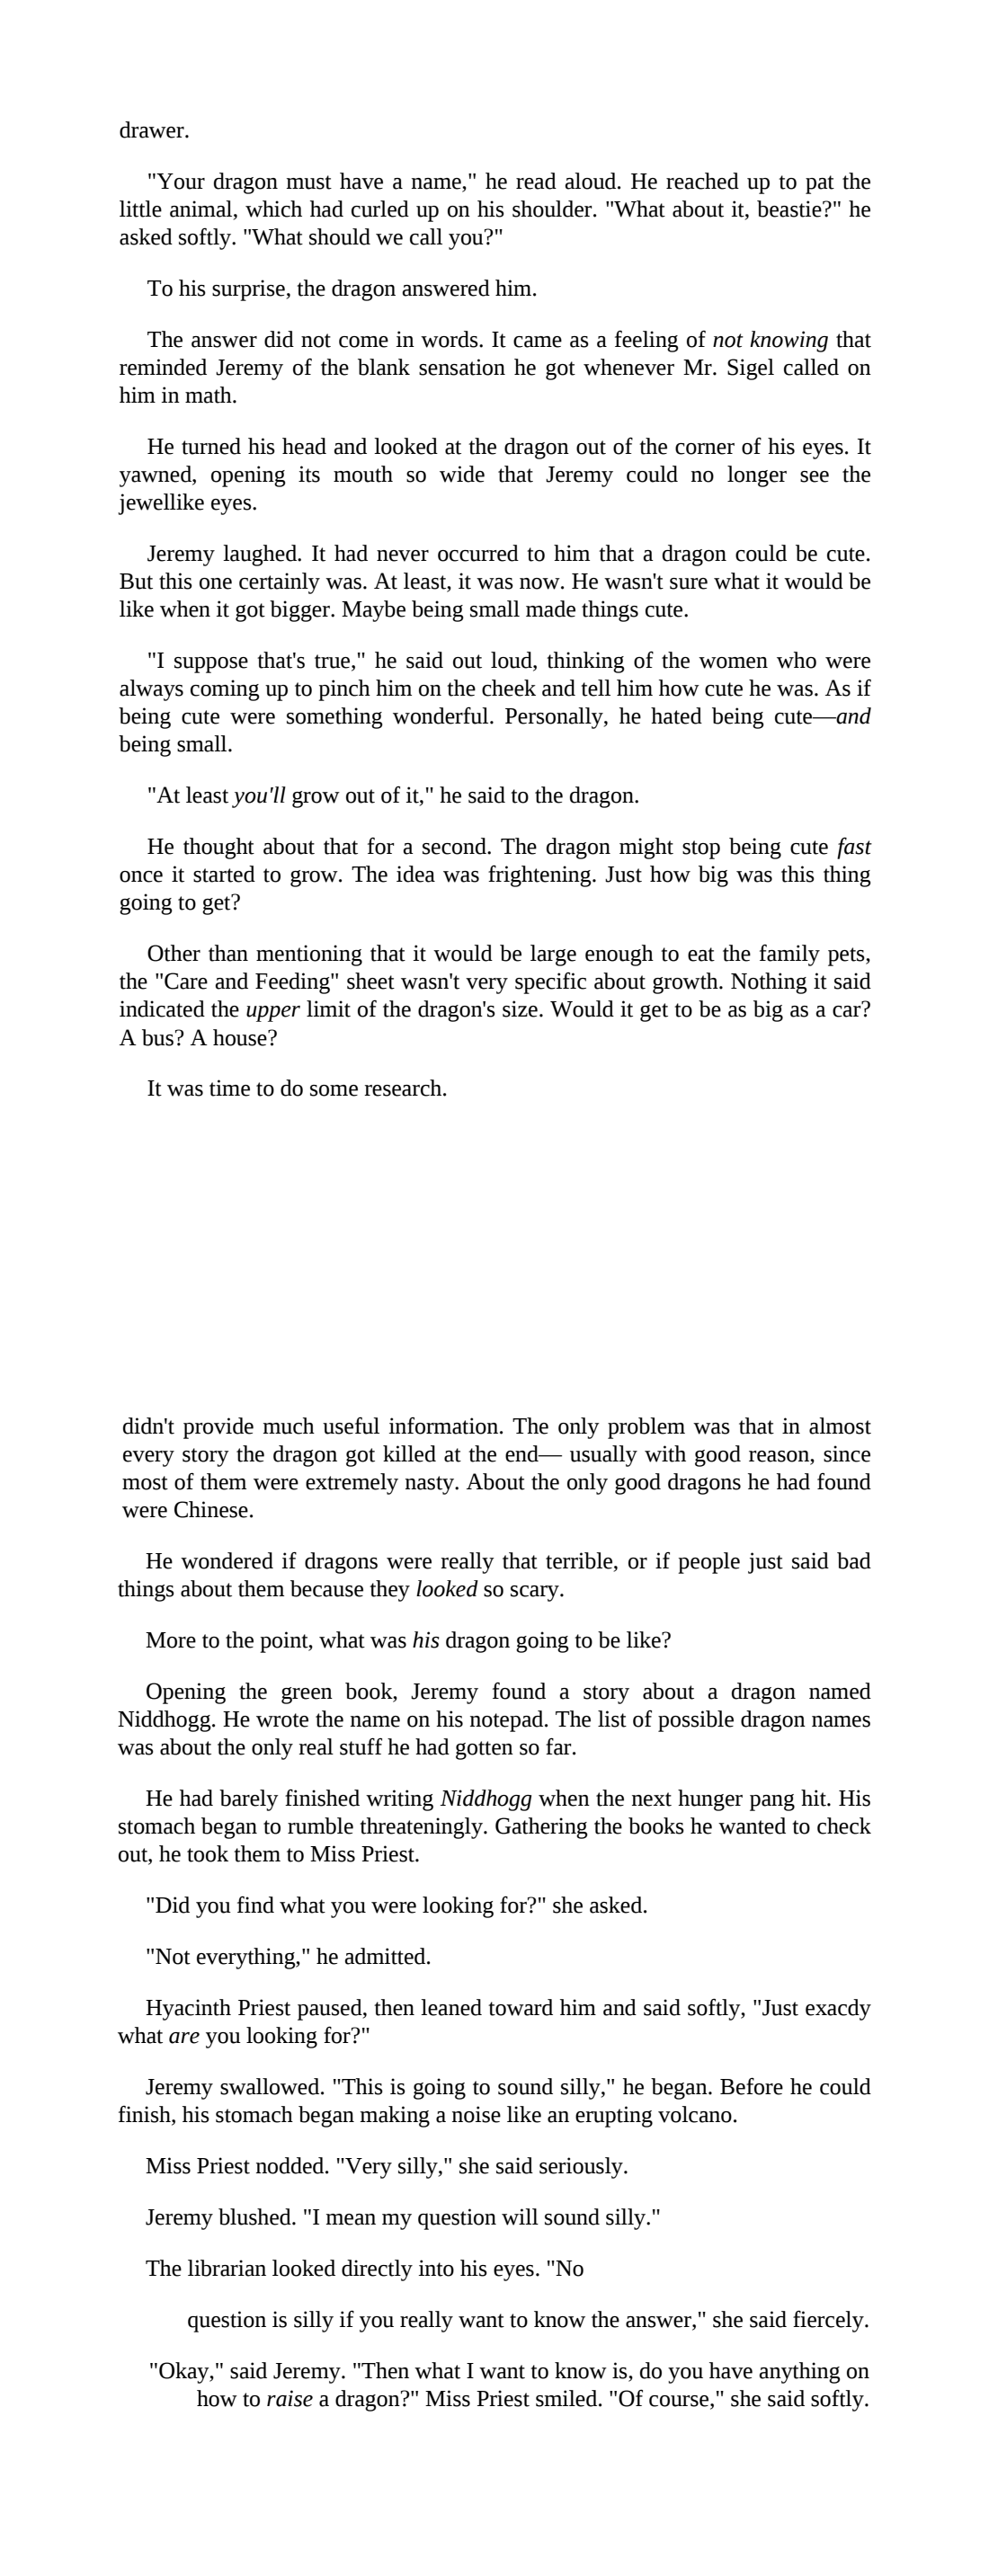 drawer.
"Your dragon must have a name," he read aloud. He reached up to pat the
little animal, which had curled up on his shoulder. "What about it, beastie?" he
asked softly. "What should we call you?"
To his surprise, the dragon answered him.
The answer did not come in words. It came as a feeling of not knowing that
reminded Jeremy of the blank sensation he got whenever Mr. Sigel called on
him in math.
He turned his head and looked at the dragon out of the corner of his eyes. It
yawned, opening its mouth so wide that Jeremy could no longer see the
jewellike eyes.
Jeremy laughed. It had never occurred to him that a dragon could be cute.
But this one certainly was. At least, it was now. He wasn't sure what it would be
like when it got bigger. Maybe being small made things cute.
"I suppose that's true," he said out loud, thinking of the women who were
always coming up to pinch him on the cheek and tell him how cute he was. As if
being cute were something wonderful. Personally, he hated being cute—and
being small.
"At least you'll grow out of it," he said to the dragon.
He thought about that for a second. The dragon might stop being cute fast
once it started to grow. The idea was frightening. Just how big was this thing
going to get?
Other than mentioning that it would be large enough to eat the family pets,
the "Care and Feeding" sheet wasn't very specific about growth. Nothing it said
indicated the upper limit of the dragon's size. Would it get to be as big as a car?
A bus? A house?
It was time to do some research.
didn't provide much useful information. The only problem was that in almost
every story the dragon got killed at the end— usually with good reason, since
most of them were extremely nasty. About the only good dragons he had found
were Chinese.
He wondered if dragons were really that terrible, or if people just said bad
things about them because they looked so scary.
More to the point, what was his dragon going to be like?
Opening the green book, Jeremy found a story about a dragon named
Niddhogg. He wrote the name on his notepad. The list of possible dragon names
was about the only real stuff he had gotten so far.
He had barely finished writing Niddhogg when the next hunger pang hit. His
stomach began to rumble threateningly. Gathering the books he wanted to check
out, he took them to Miss Priest.
"Did you find what you were looking for?" she asked.
"Not everything," he admitted.
Hyacinth Priest paused, then leaned toward him and said softly, "Just exacdy
what are you looking for?"
Jeremy swallowed. "This is going to sound silly," he began. Before he could
finish, his stomach began making a noise like an erupting volcano.
Miss Priest nodded. "Very silly," she said seriously.
Jeremy blushed. "I mean my question will sound silly."
The librarian looked directly into his eyes. "No
question is silly if you really want to know the answer," she said fiercely.
"Okay," said Jeremy. "Then what I want to know is, do you have anything on
how to raise a dragon?" Miss Priest smiled. "Of course," she said softly.